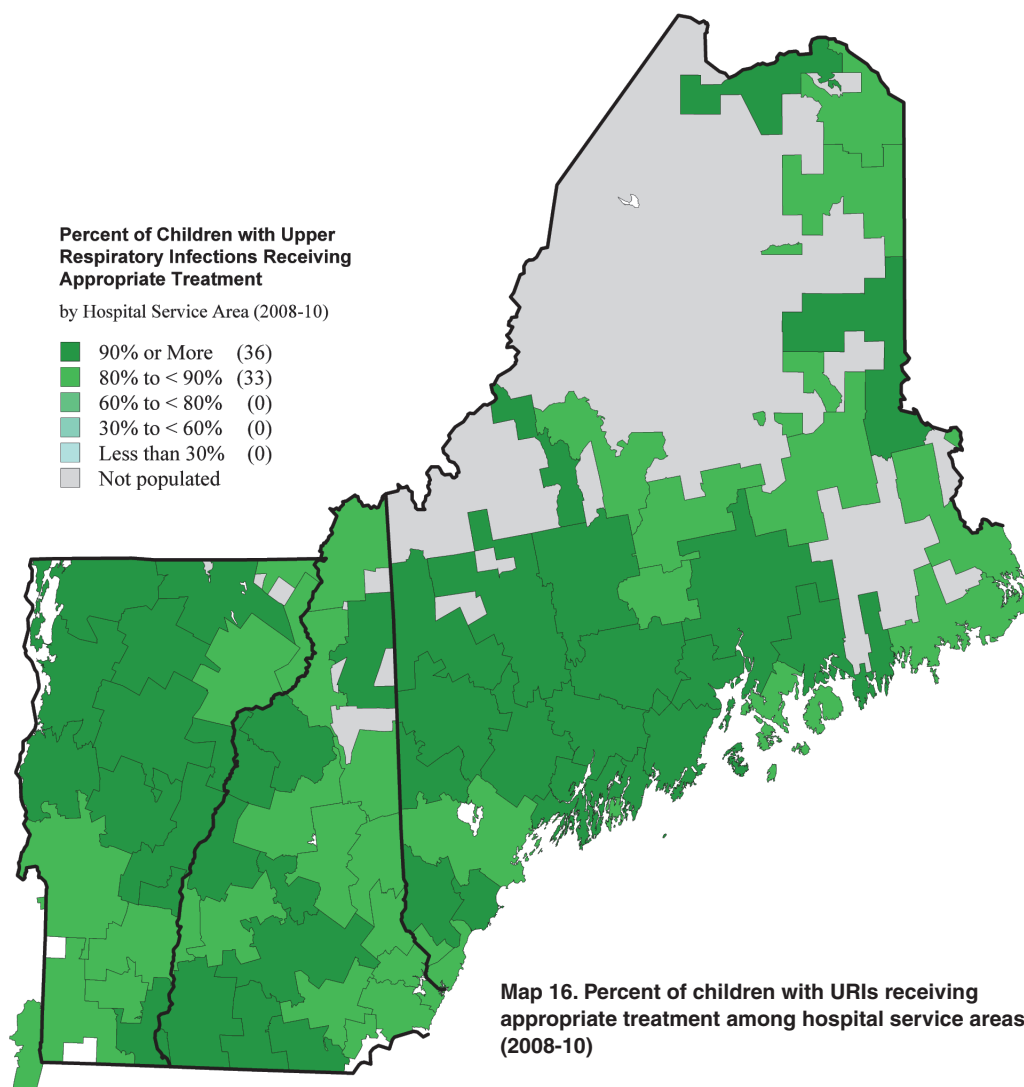 Percent of Children with Upper
Respiratory Infections Receiving
Appropriate Treatment
by Hospital Service Area (2008-10)
90% or More (36)
80% to < 90% (33)
60% to < 80% (0)
30% to < 60% (0)
Less than 30% (0)
Not populated
Map 16. Percent of children with URIs receiving
appropriate treatment among hospital service areas
(2008-10)